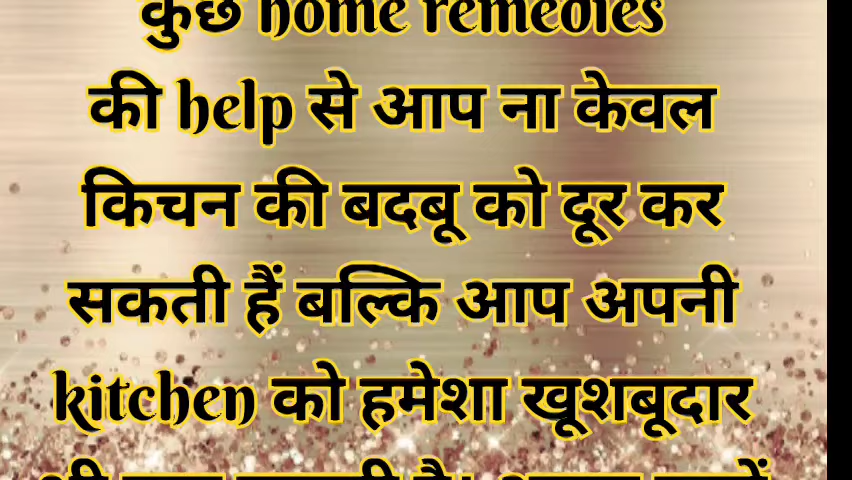 कुछ home remedies
की help से आप ना केवल
किचन की बदबू को दूर कर
सकती हैं बल्कि आप अपनी
kitchen को हमेशा खूशबूदार